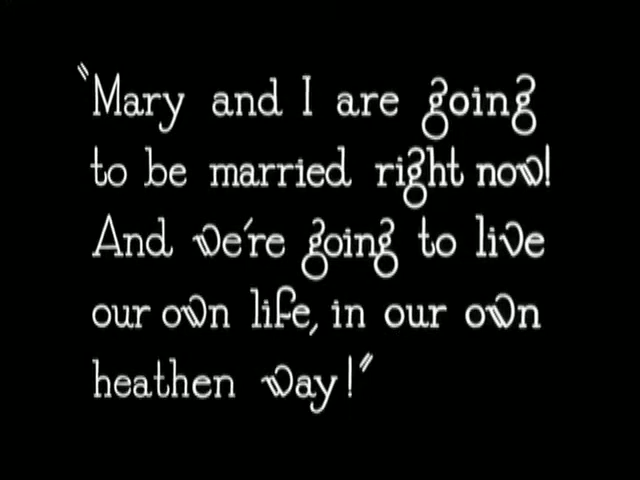 "Mary and I are going
to be married right now!
And we're going to live
our own life, in our own
heathen way!"